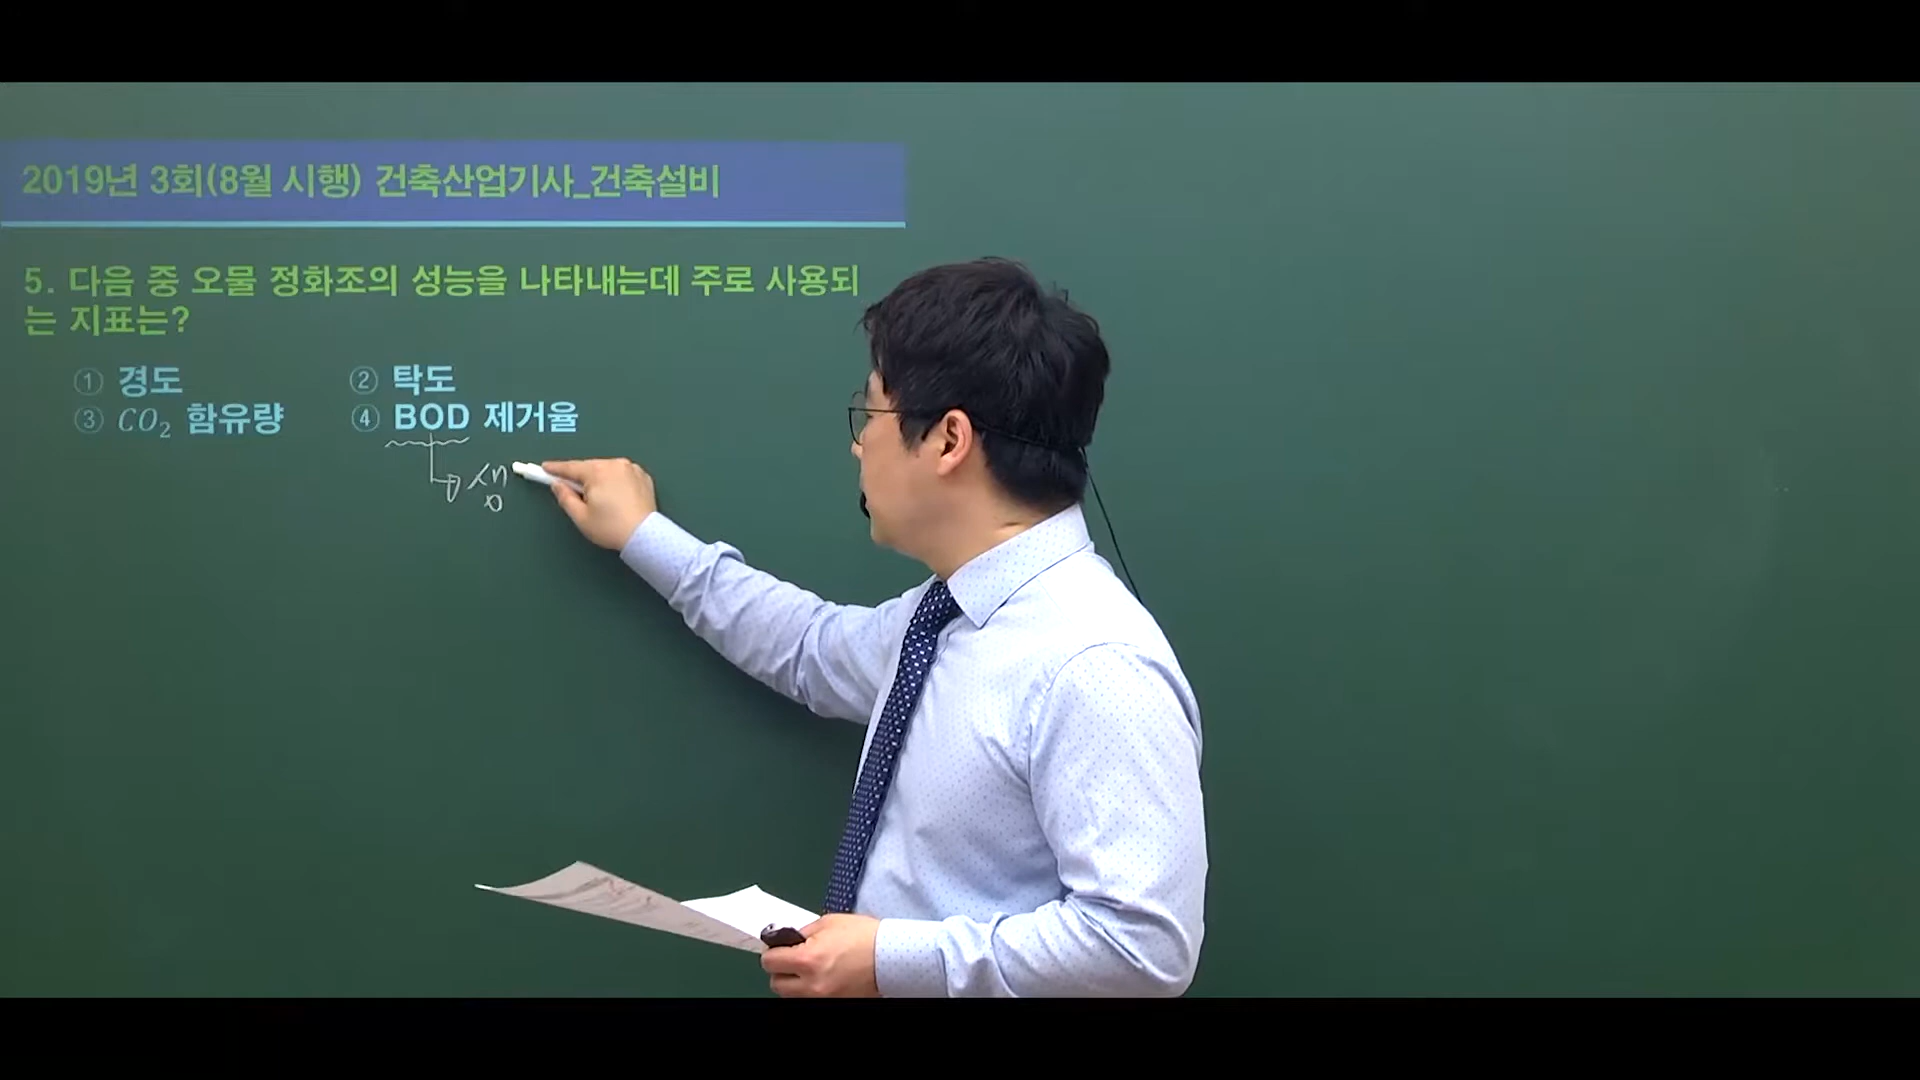 2019년 3회(8월 시행) 건축산업기사_건축설비
5. 다음 중 오물 정화조의 성능을 나타내는데 주로 사용되
는 지표는?
① 경도 ② 탁도
③ CO₂ 함유량 ④ BOD 제거율